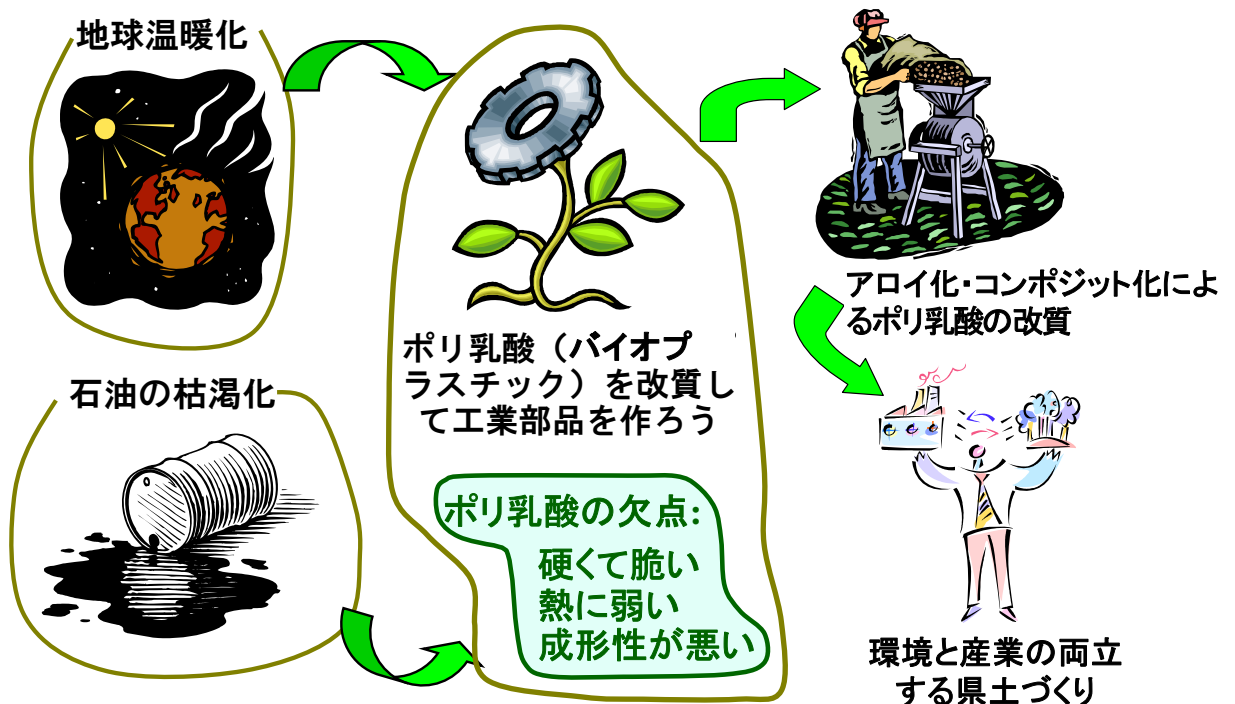 地球温暖化
石油の枯渇化
ポリ乳酸（バイオプ
ラスチック）を改質し
て工業部品を作ろう
ポリ乳酸の欠点:
硬くて脆い
熱に弱い
成形性が悪い
アロイ化・コンポジット化によ
るポリ乳酸の改質
環境と産業の両立
する県土づくり